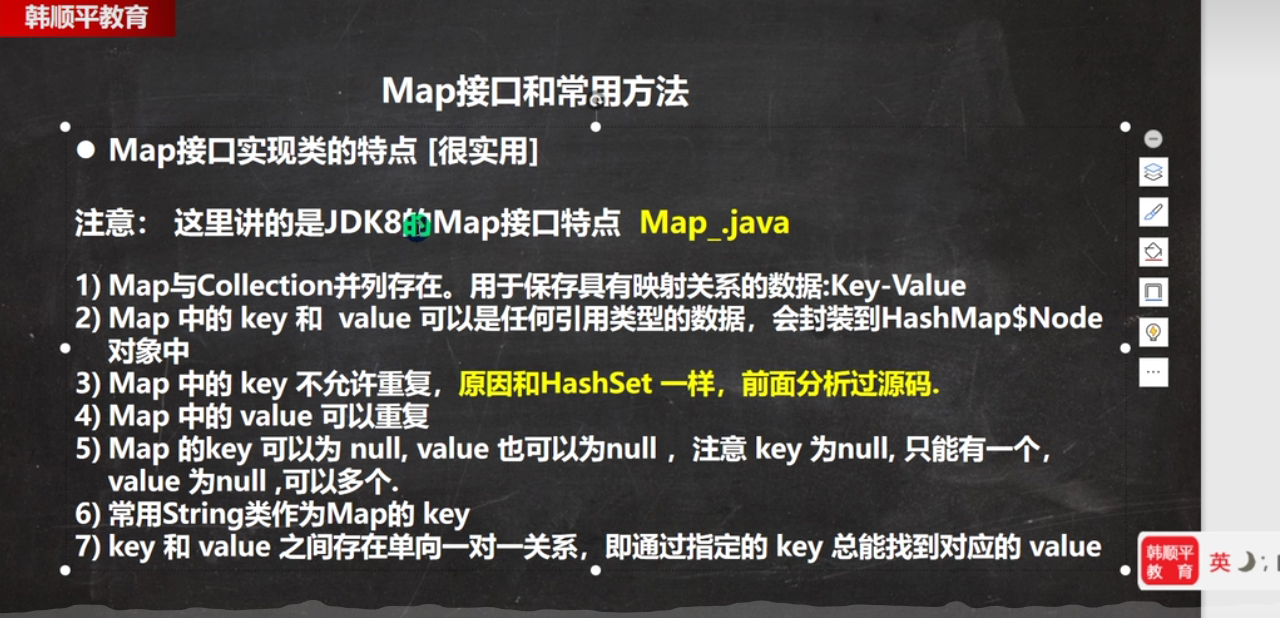 韩顺平教育
Map接口和常用方法
● Map接口实现类的特点 [很实用]
注意： 这里讲的是JDK8的Map接口特点 Map_.java
1) Map与Collection并列存在。用于保存具有映射关系的数据:Key-Value
2) Map 中的 key 和 value 可以是任何引用类型的数据，会封装到HashMap$Node
对象中
3) Map 中的 key 不允许重复，原因和HashSet 一样，前面分析过源码.
4) Map 中的 value 可以重复
5) Map 的key 可以为 null, value 也可以为null ，注意 key 为null, 只能有一个，
value 为null ,可以多个.
6) 常用String类作为Map的 key
7) key 和 value 之间存在单向一对一关系，即通过指定的 key 总能找到对应的 value
韩顺平
教 育
英